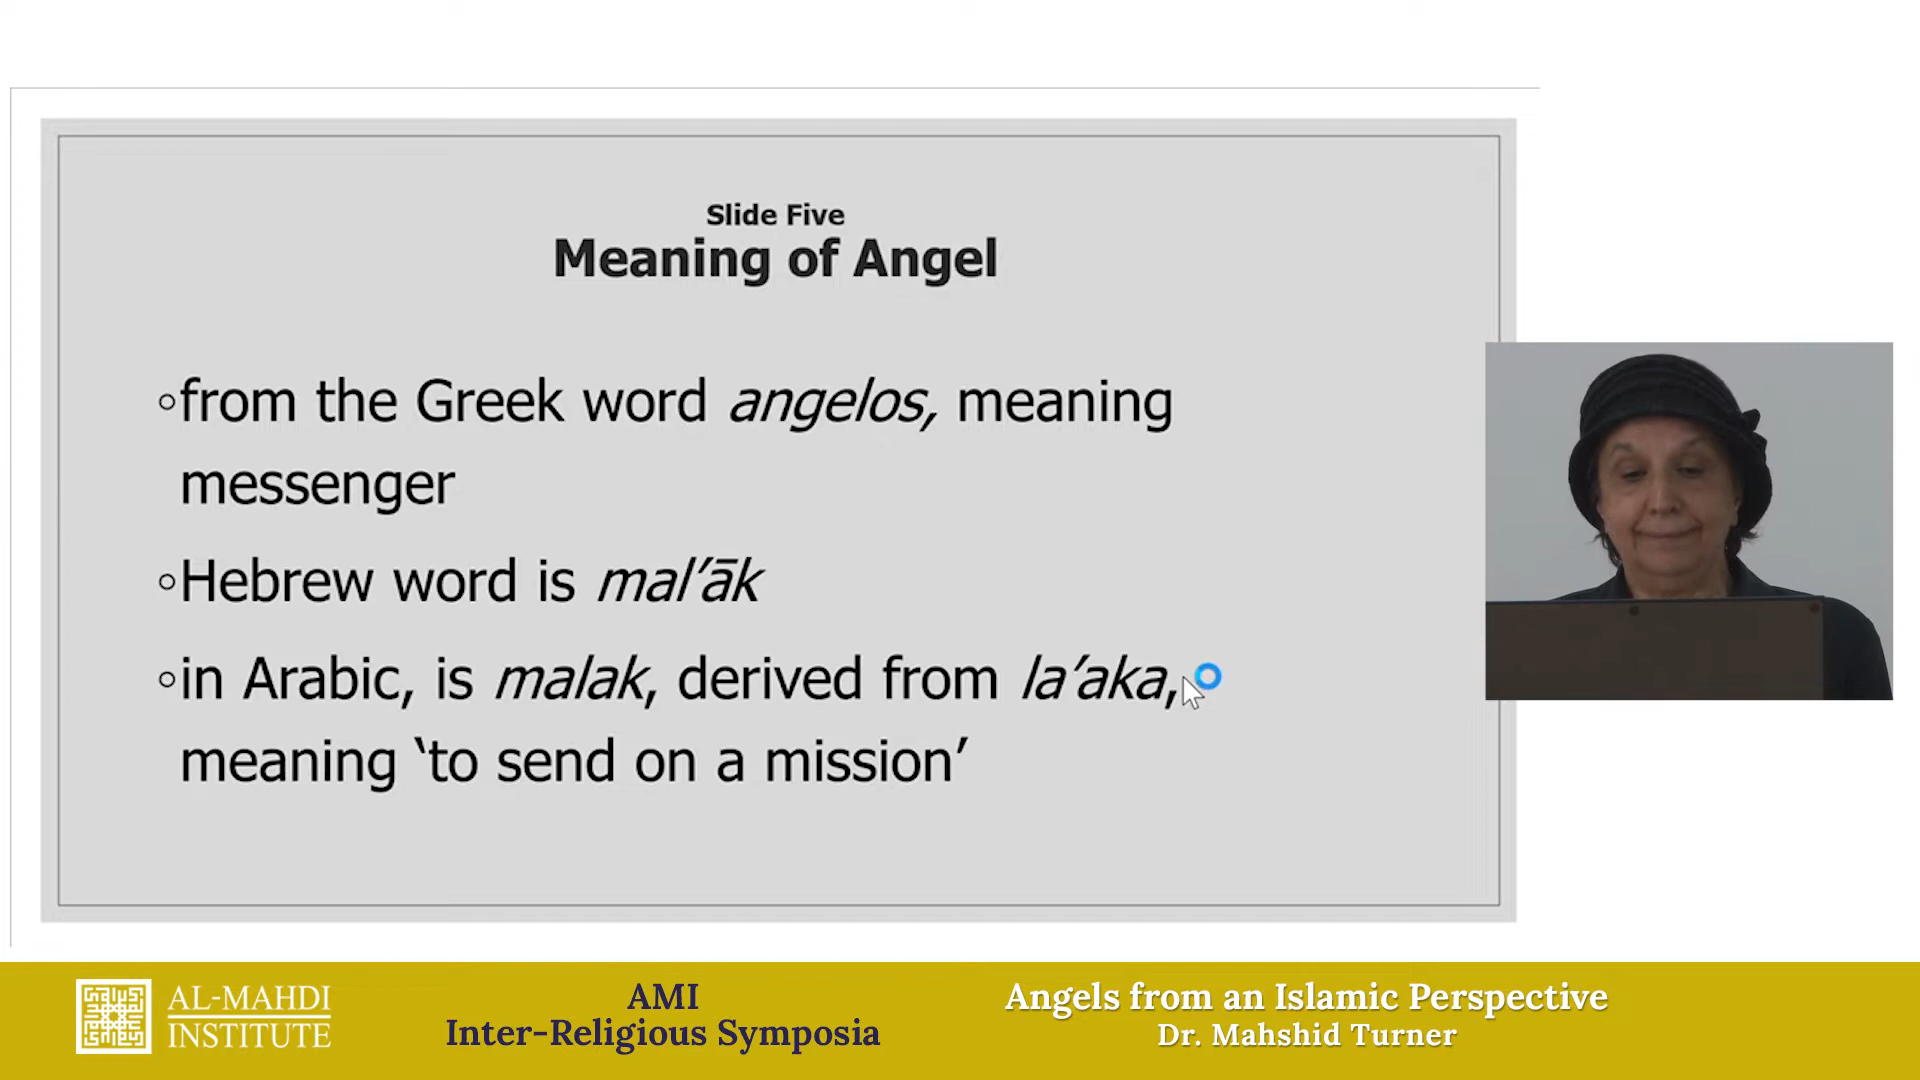 Slide Five
Meaning of Angel
◦from the Greek word angelos, meaning
messenger
◦Hebrew word is mal’āk
◦in Arabic, is malak, derived from la’aka,
meaning ‘to send on a mission’
AL-MAHDI
INSTITUTE
AMI
Inter-Religious Symposia
Angels from an Islamic Perspective
Dr. Mahshid Turner